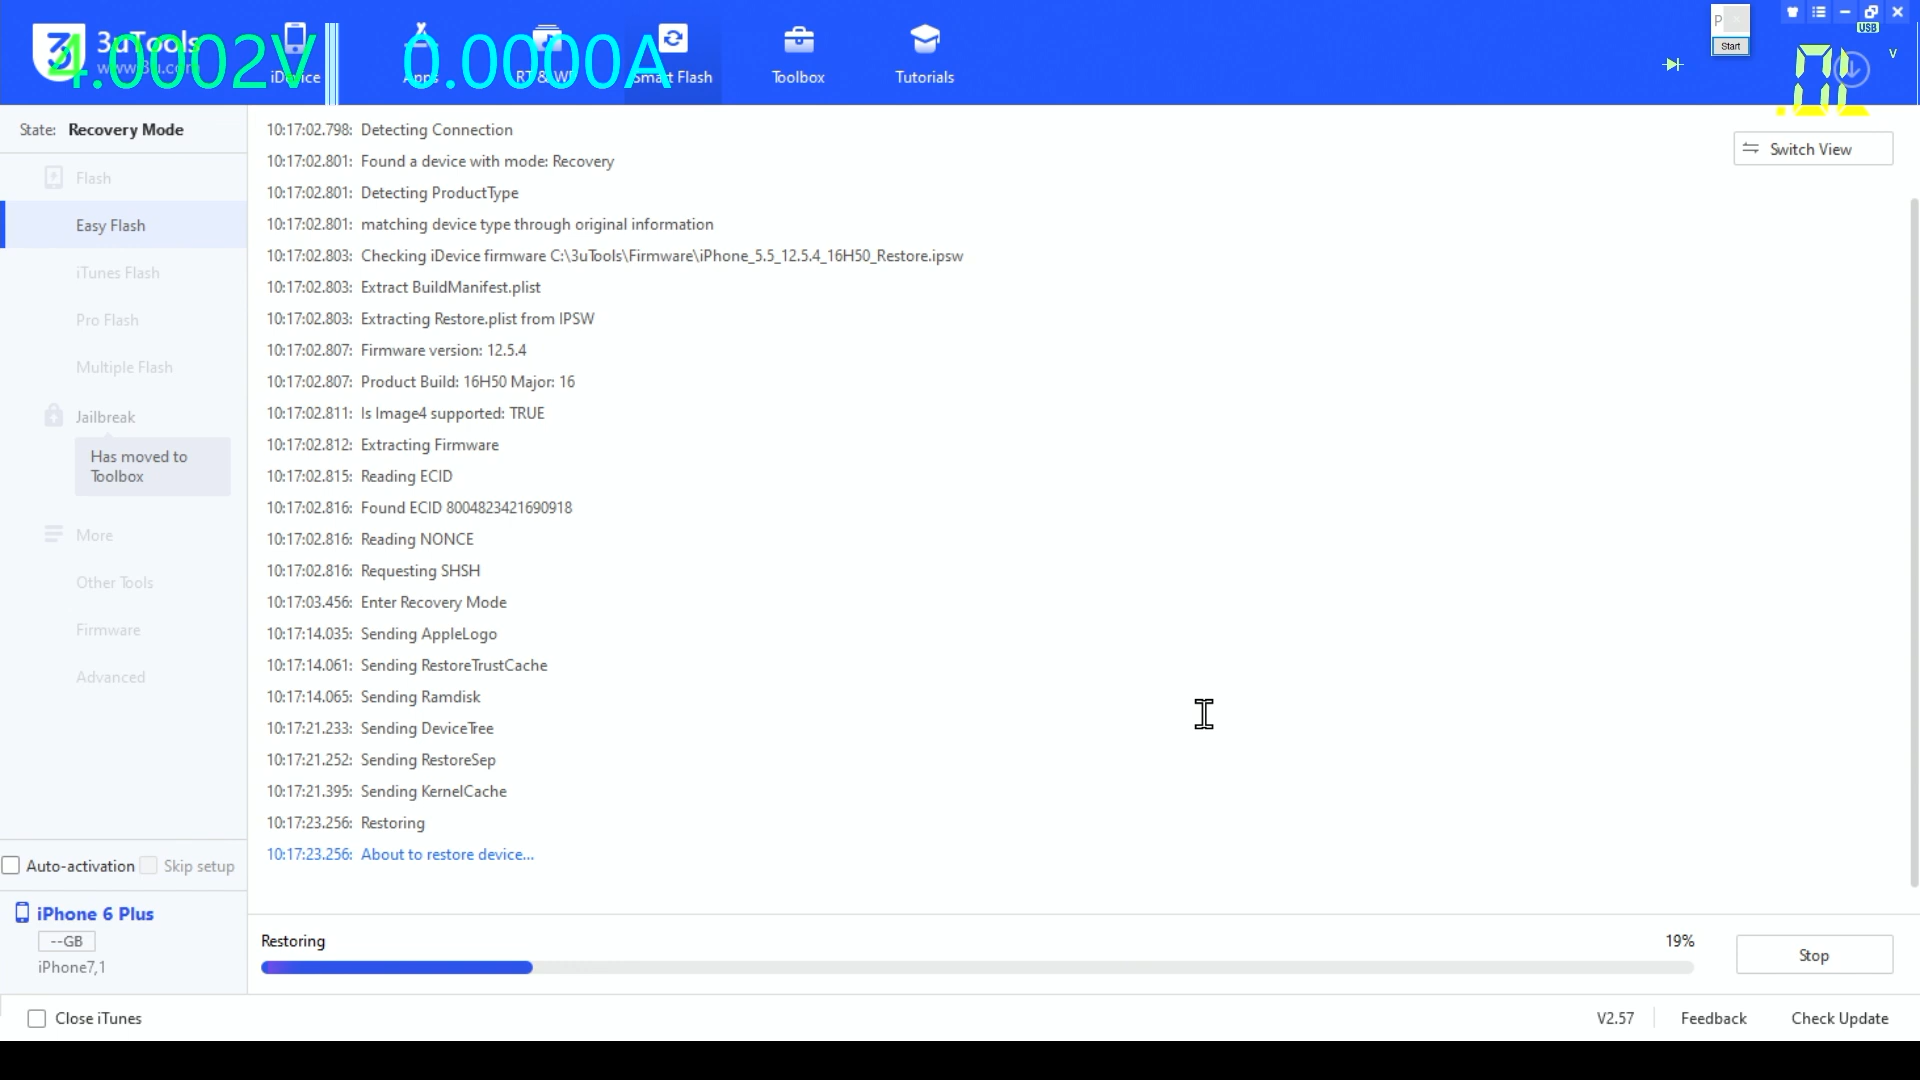 3uTools
www.3u.com
4.0002V
0.0000A
iDevice
Apps
RT & 
Smart Flash
Toolbox
Tutorials
P
Start
USB
V
.0L
State: Recovery Mode
Flash
Easy Flash
iTunes Flash
Pro Flash
Multiple Flash
Jailbreak
Has moved to
Toolbox
More
Other Tools
Firmware
Advanced
Auto-activation
Skip setup
iPhone 6 Plus
--GB
iPhone7,1
Switch View
10:17:02.798: Detecting Connection
10:17:02.801: Found a device with mode: Recovery
10:17:02.801: Detecting ProductType
10:17:02.801: matching device type through original information
10:17:02.803: Checking iDevice firmware C:\3uTools\Firmware\iPhone_5.5_12.5.4_16H50_Restore.ipsw
10:17:02.803: Extract BuildManifest.plist
10:17:02.803: Extracting Restore.plist from IPSW
10:17:02.807: Firmware version: 12.5.4
10:17:02.807: Product Build: 16H50 Major: 16
10:17:02.811: Is Image4 supported: TRUE
10:17:02.812: Extracting Firmware
10:17:02.815: Reading ECID
10:17:02.816: Found ECID 8004823421690918
10:17:02.816: Reading NONCE
10:17:02.816: Requesting SHSH
10:17:03.456: Enter Recovery Mode
10:17:14.035: Sending AppleLogo
10:17:14.061: Sending RestoreTrustCache
10:17:14.065: Sending Ramdisk
10:17:21.233: Sending DeviceTree
10:17:21.252: Sending RestoreSep
10:17:21.395: Sending KernelCache
10:17:23.256: Restoring
10:17:23.256: About to restore device...
Restoring
19%
Stop
Close iTunes
V2.57
Feedback
Check Update